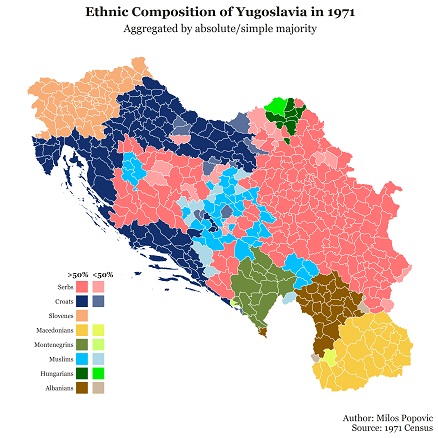 Ethnic Composition of Yugoslavia in 1971
Aggregated by absolute/simple majority
>50% <50%
Serbs
Croats
Slovenes
Macedonians
Montenegrins
Muslims
Hungarians
Albanians
Author: Milos Popovic
Source: 1971 Census